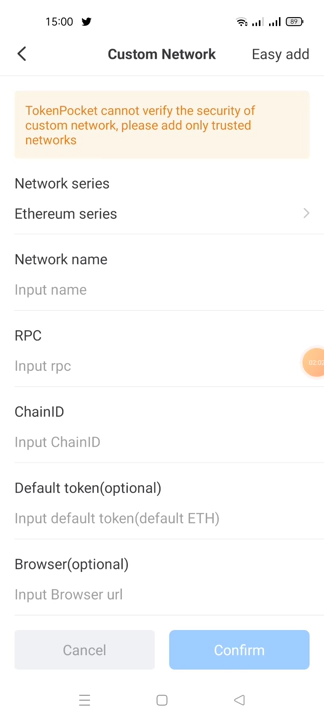 15:00
89
Custom Network
Easy add
TokenPocket cannot verify the security of
custom network, please add only trusted
networks
Network series
Ethereum series
Network name
Input name
RPC
Input rpc
ChainID
Input ChainID
Default token(optional)
Input default token(default ETH)
Browser(optional)
Input Browser url
Cancel
Confirm